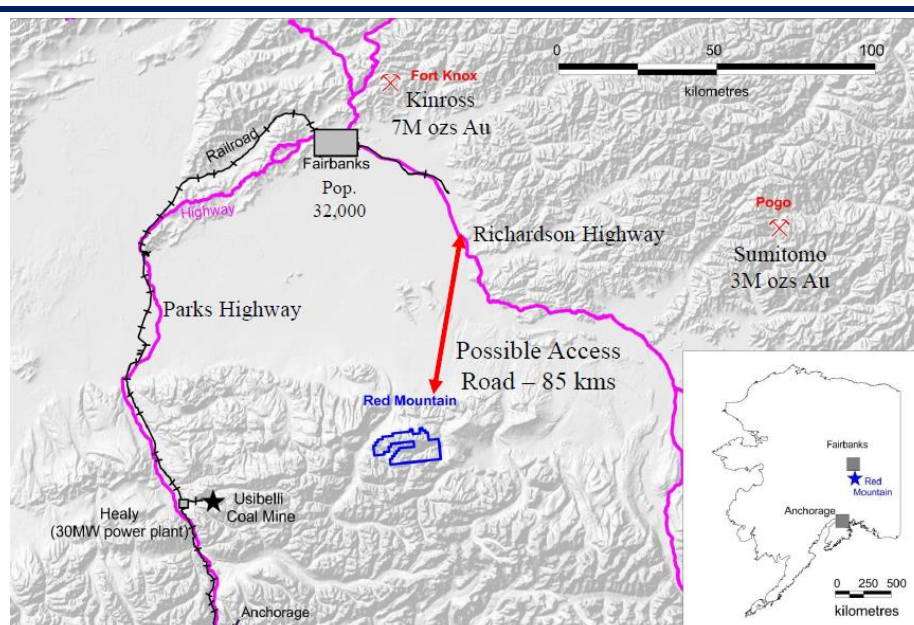 0 50 100
kilometres
Fort Knox
Kinross
7M ozs Au
Railroad
Fairbanks
Pop.
32,000
Highway
Richardson Highway
Pogo
Sumitomo
3M ozs Au
Parks Highway
Possible Access
Road – 85 kms
Red Mountain
Usibelli
Coal Mine
Healy
(30MW power plant)
Anchorage
Fairbanks
Red
Mountain
Anchorage
0 250 500
kilometres